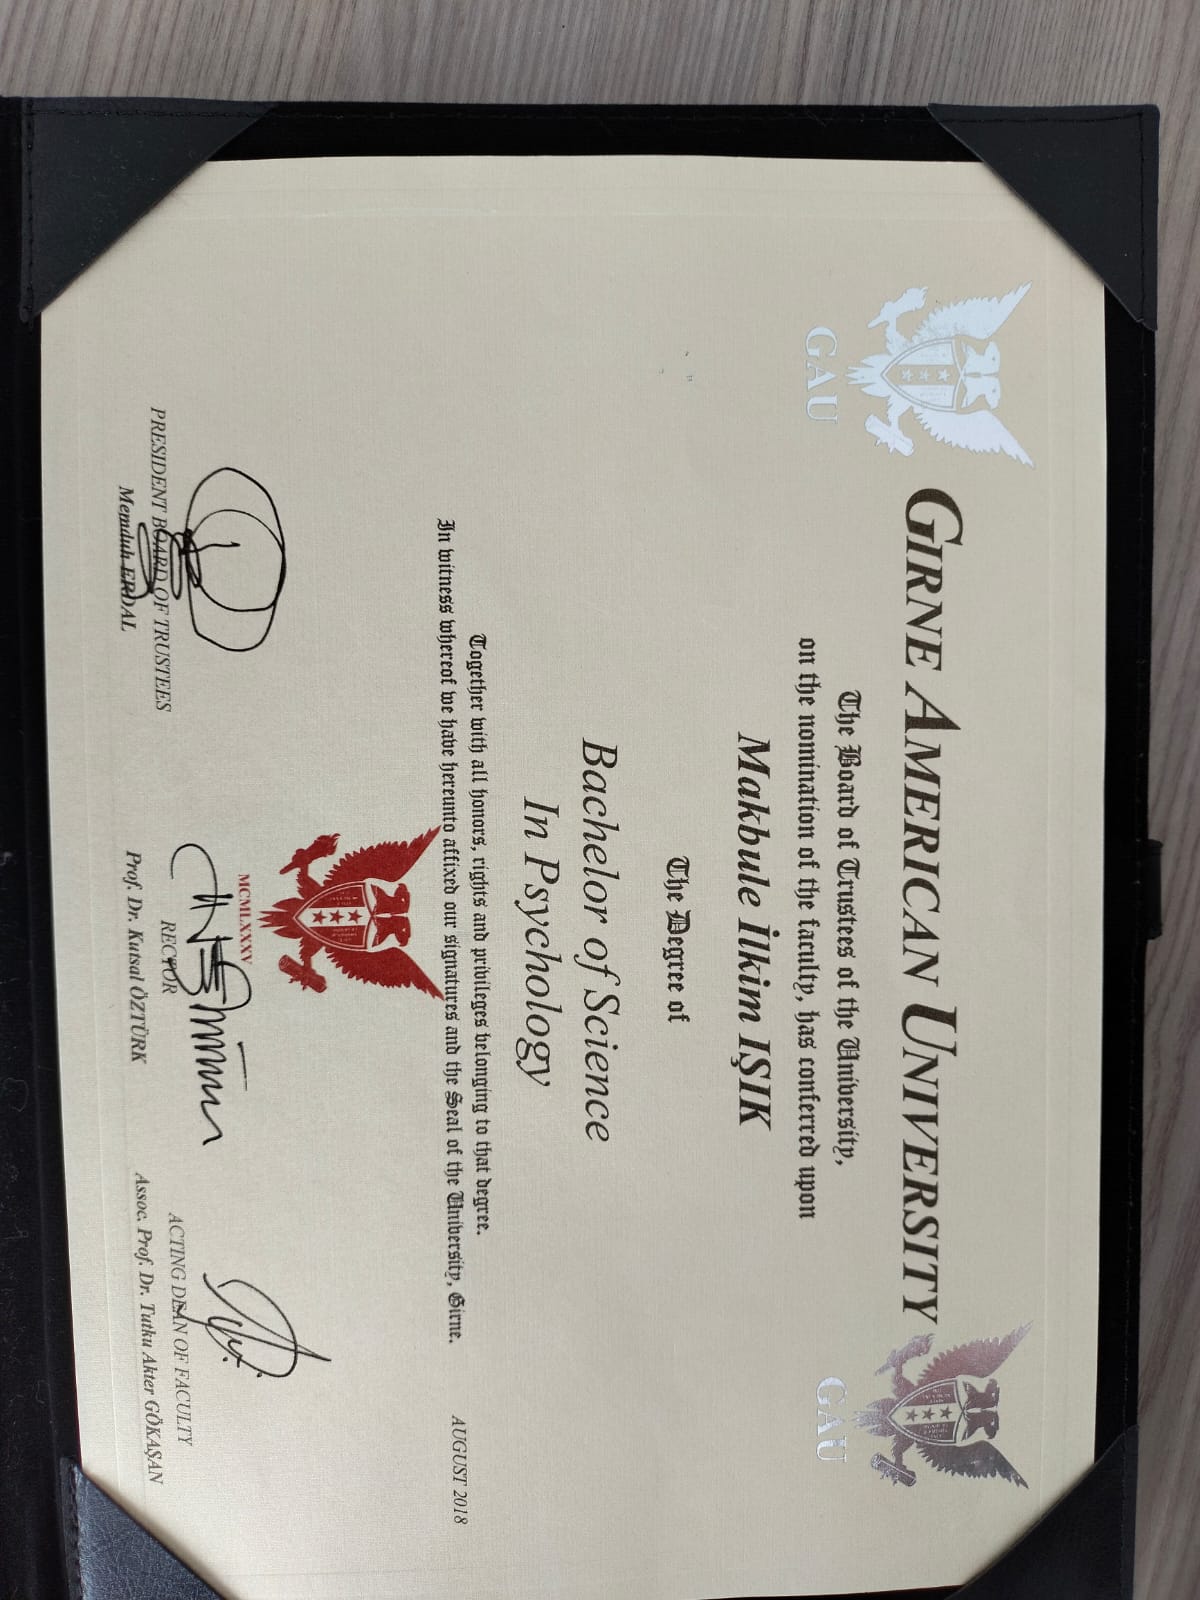 GAU
GIRNE AMERICAN UNIVERSITY
GAU
The Board of Trustees of the University,
on the nomination of the faculty, has conferred upon
Makbule İlkim IŞIK
The Degree of
Bachelor of Science
In Psychology
Together with all honors, rights and privileges belonging to that degree.
In witness whereof we have hereunto affixed our signatures and the Seal of the University, Girne.
AUGUST 2018
MCMLXXXV
PRESIDENT BOARD OF TRUSTEES
Memduh ERDAL
RECTOR
Prof. Dr. Kutsal ÖZTÜRK
ACTING DEAN OF FACULTY
Assoc. Prof. Dr. Tutku Akter GÖKAŞAN